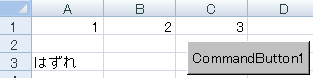 A B C D
1 1 2 3
2
3 はずれ
CommandButton1